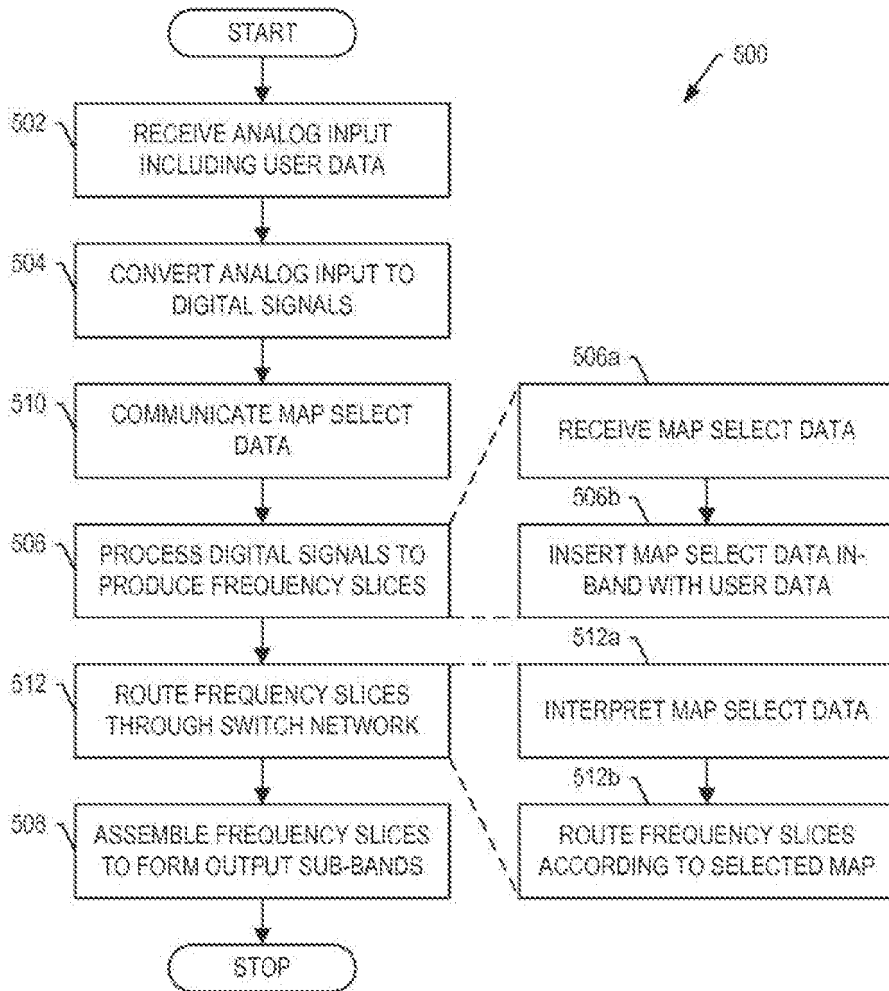 START
500
502
RECEIVE ANALOG INPUT
INCLUDING USER DATA
504
CONVERT ANALOG INPUT TO
DIGITAL SIGNALS
510
COMMUNICATE MAP SELECT
DATA
506
PROCESS DIGITAL SIGNALS TO
PRODUCE FREQUENCY SLICES
512
ROUTE FREQUENCY SLICES
THROUGH SWITCH NETWORK
508
ASSEMBLE FREQUENCY SLICES
TO FORM OUTPUT SUB-BANDS
STOP
506a
RECEIVE MAP SELECT DATA
506b
INSERT MAP SELECT DATA IN-
BAND WITH USER DATA
512a
INTERPRET MAP SELECT DATA
512b
ROUTE FREQUENCY SLICES
ACCORDING TO SELECTED MAP